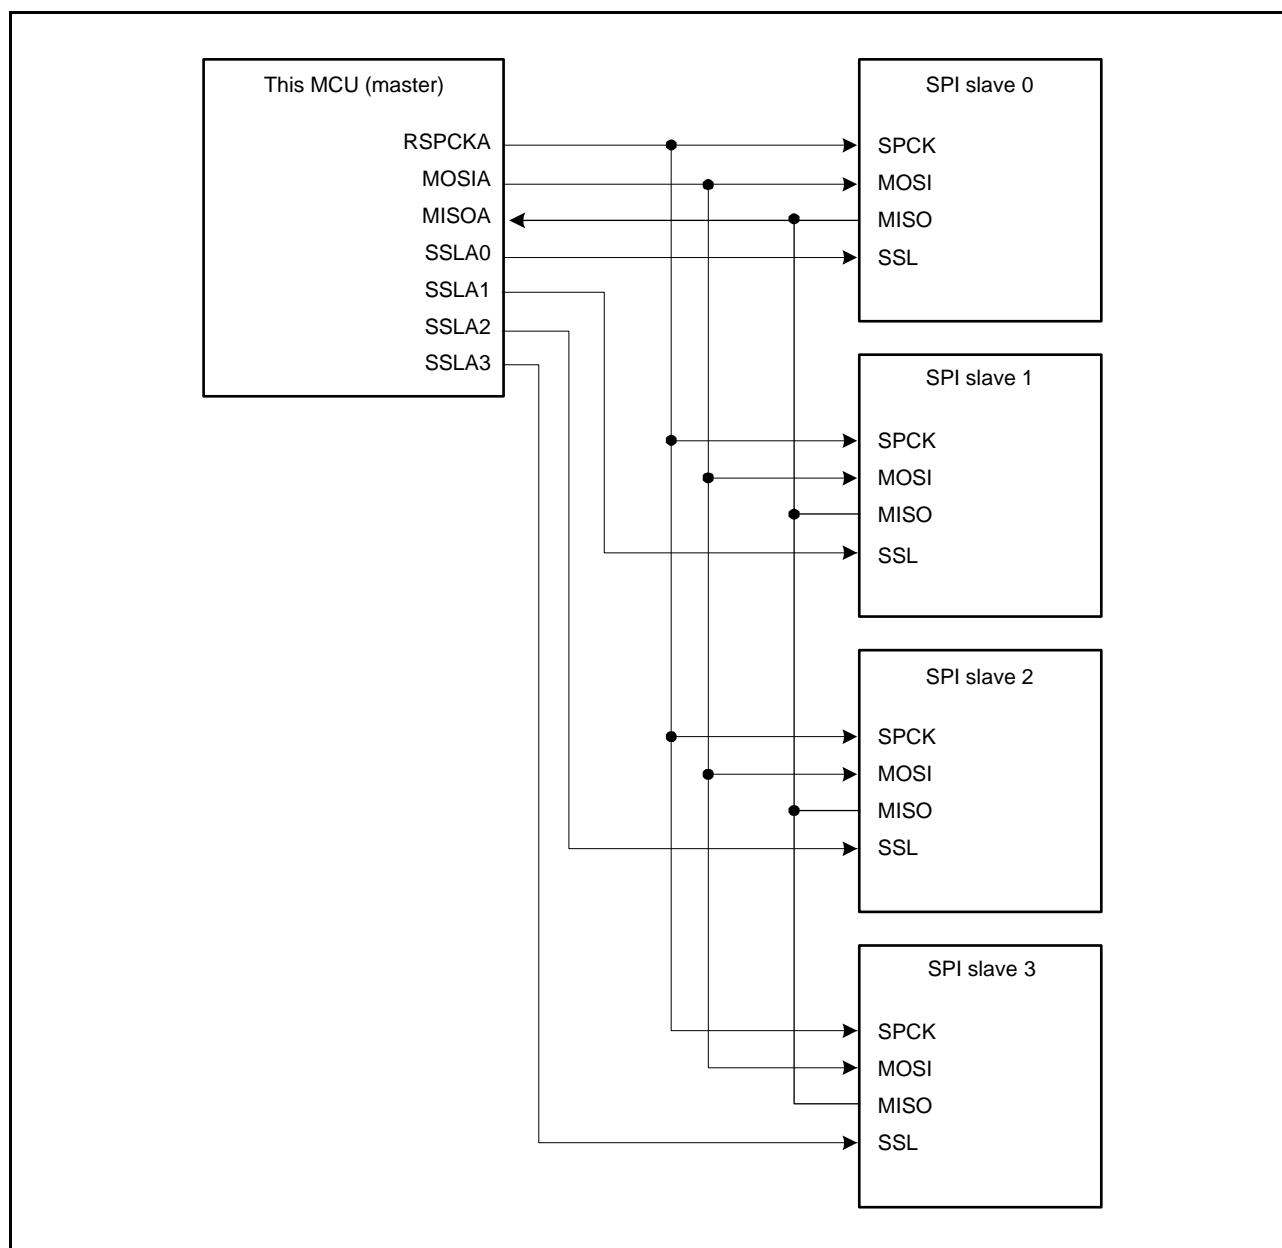 This MCU (master)
RSPCKA
MOSIA
MISOA
SSLA0
SSLA1
SSLA2
SSLA3
SPI slave 0
SPCK
MOSI
MISO
SSL
SPI slave 1
SPCK
MOSI
MISO
SSL
SPI slave 2
SPCK
MOSI
MISO
SSL
SPI slave 3
SPCK
MOSI
MISO
SSL